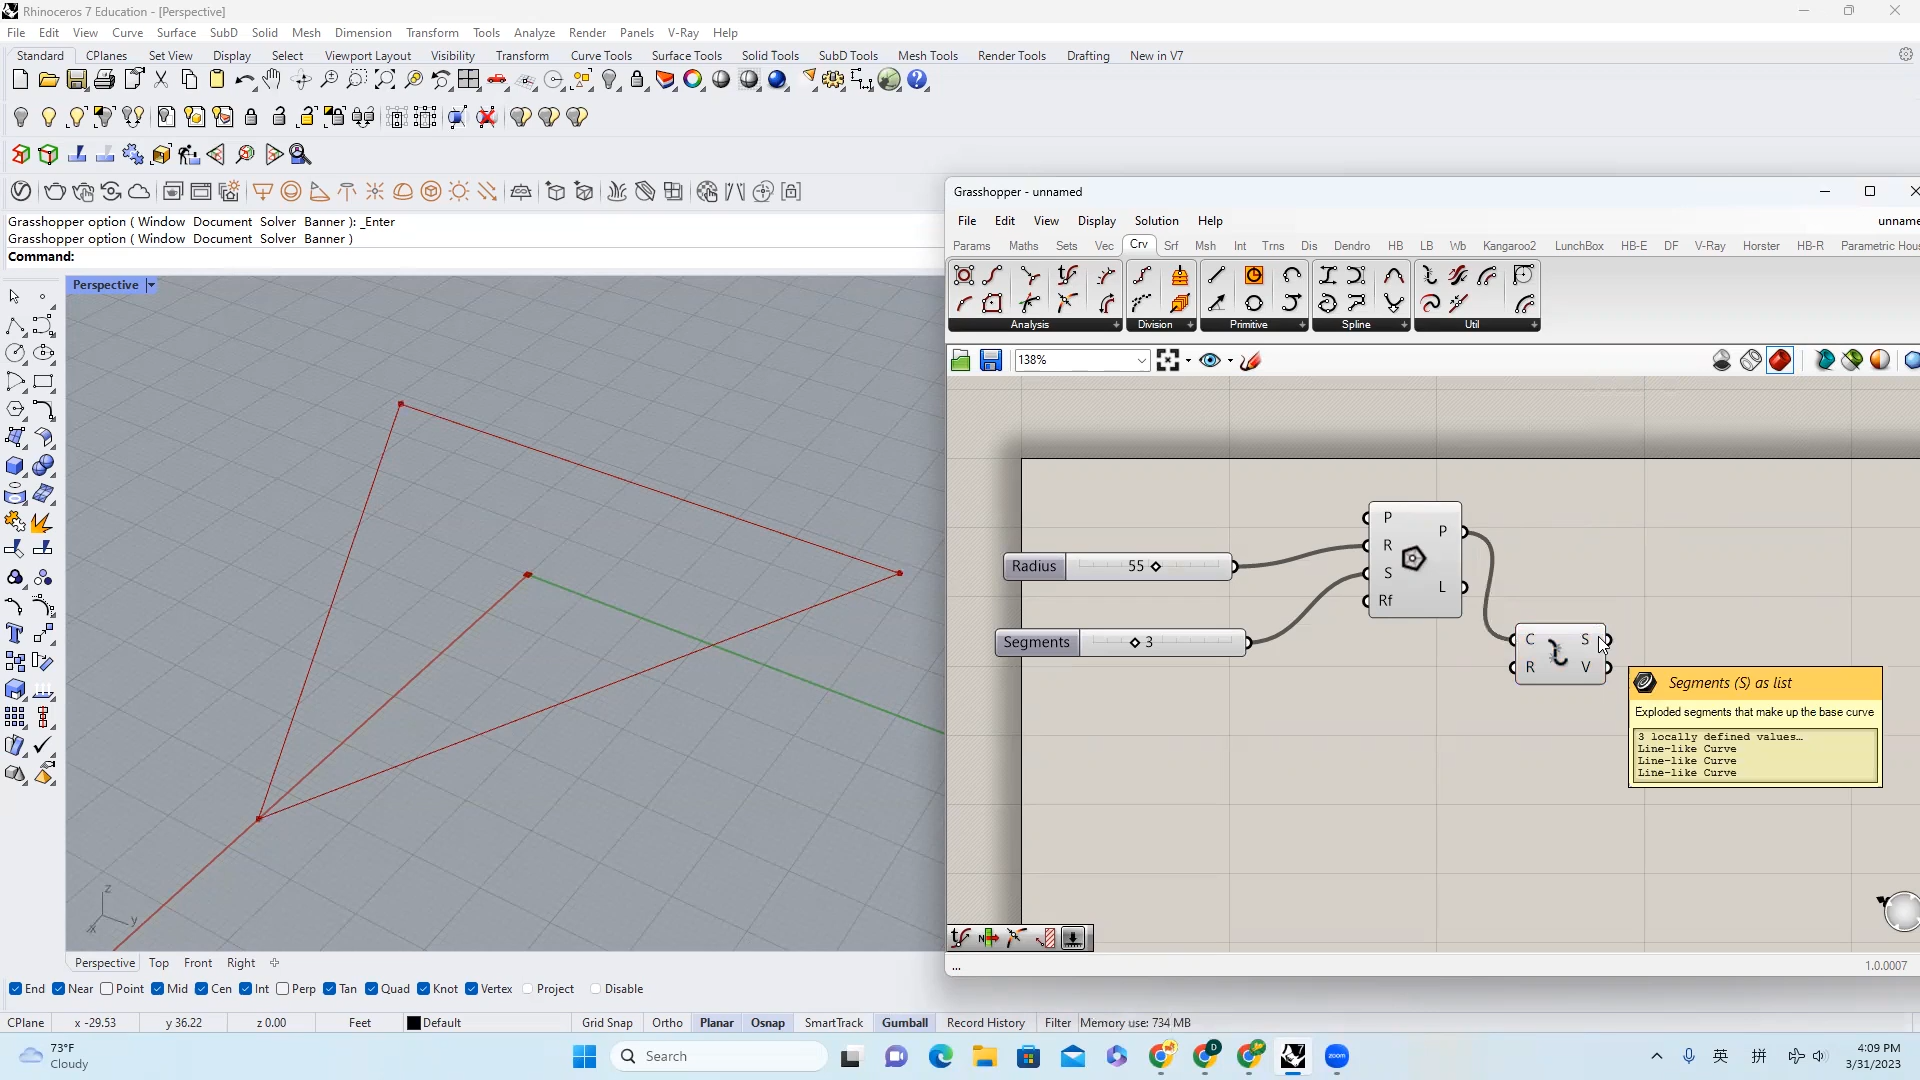 Rhinoceros 7 Education - [Perspective]
File Edit View Curve Surface SubD Solid Mesh Dimension Transform Tools Analyze Render Panels V-Ray Help
Standard CPlanes Set View Display Select Viewport Layout Visibility Transform Curve Tools Surface Tools Solid Tools SubD Tools Mesh Tools Render Tools Drafting New in V7
Grasshopper option ( Window Document Solver Banner ): _Enter
Grasshopper option ( Window Document Solver Banner )
Command:
Perspective
z
y
x
Grasshopper - unnamed
File Edit View Display Solution Help
Params Maths Sets Vec Crv Srf Msh Int Trns Dis Dendro HB LB Wb Kangaroo2 LunchBox HB-E DF V-Ray Horster HB-R Parametric
Analysis Division Primitive Spline Util
138%
Radius 55
Segments 3
P
R
S
Rf
P
L
C
R
S
V
Segments (S) as list
Exploded segments that make up the base curve
3 locally defined values…
Line-like Curve
Line-like Curve
Line-like Curve
...
1.0.0007
Perspective Top Front Right
End Near Point Mid Cen Int Perp Tan Quad Knot Vertex Project Disable
CPlane x -29.53 y 36.22 z 0.00 Feet Default Grid Snap Ortho Planar Osnap SmartTrack Gumball Record History Filter Memory use: 734 MB
73°F
Cloudy
Search
zoom
英 拼
4:09 PM
3/31/2023